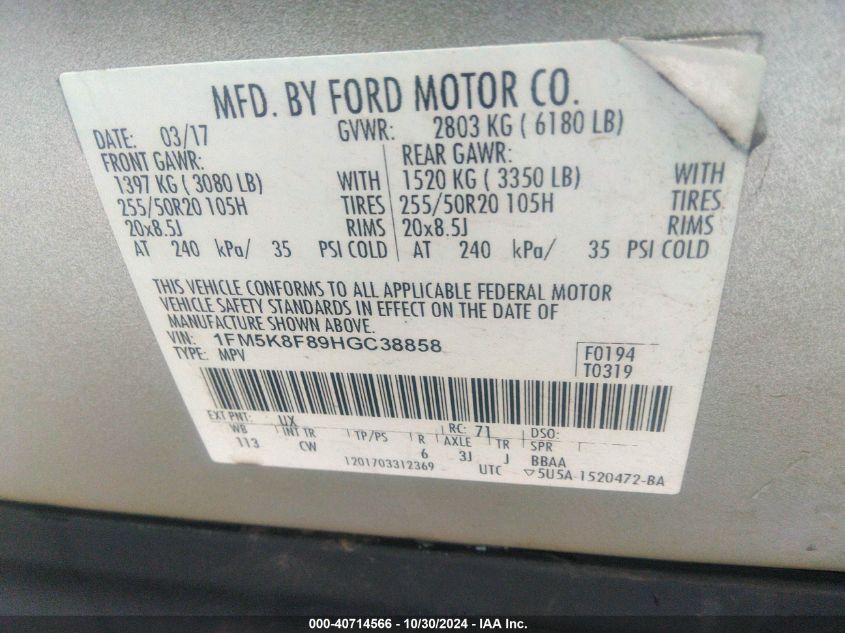 MFD. BY FORD MOTOR CO.
DATE: 03/17 GVWR: 2803 KG ( 6180 LB)
FRONT GAWR: REAR GAWR:
1397 KG ( 3080 LB) WITH 1520 KG ( 3350 LB) WITH
255/50R20 105H TIRES 255/50R20 105H TIRES
20x8.5J RIMS 20x8.5J RIMS
AT 240 kPa/ 35 PSI COLD AT 240 kPa/ 35 PSI COLD
THIS VEHICLE CONFORMS TO ALL APPLICABLE FEDERAL MOTOR
VEHICLE SAFETY STANDARDS IN EFFECT ON THE DATE OF
MANUFACTURE SHOWN ABOVE.
VIN: 1FM5K8F89HGC38858 F0194
TYPE: MPV T0319
EXT PNT: UX RC: 71 DSO:
WB INT TR TP/PS R AXLE TR SPR
113 CW 6 3J J BBAA
1201703312369 UTC ▽5U5A-1520472-BA
000-40714566 - 10/30/2024 - IAA Inc.